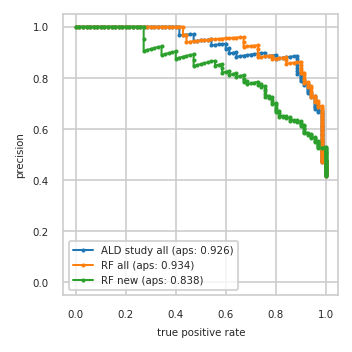 precision
1.0
0.8
0.6
0.4
0.2
0.0
ALD study all (aps: 0.926)
RF all (aps: 0.934)
RF new (aps: 0.838)
0.0 0.2 0.4 0.6 0.8 1.0
true positive rate